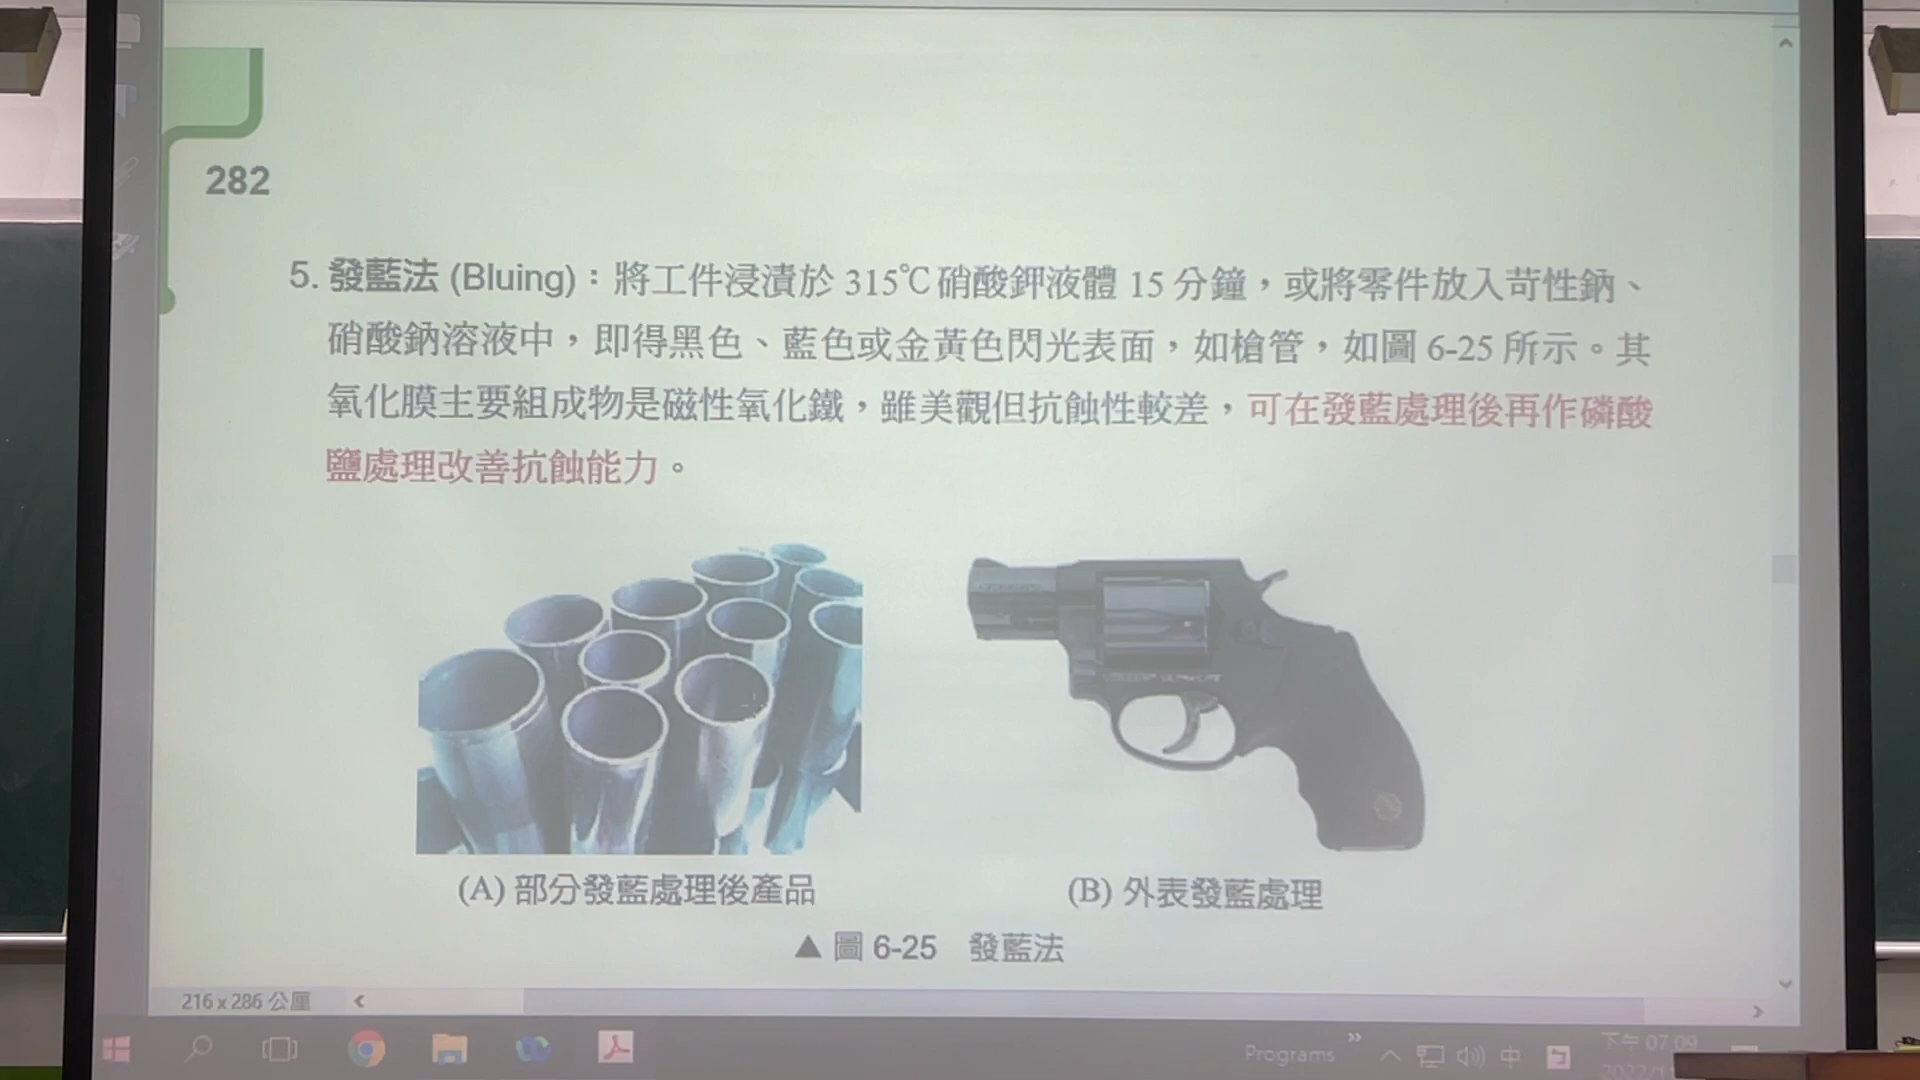 282
5. 發藍法 (Bluing)：將工件浸漬於 315℃ 硝酸鉀液體 15 分鐘，或將零件放入苛性鈉、
硝酸鈉溶液中，即得黑色、藍色或金黃色閃光表面，如槍管，如圖 6-25 所示。其
氧化膜主要組成物是磁性氧化鐵，雖美觀但抗蝕性較差，可在發藍處理後再作磷酸
鹽處理改善抗蝕能力。
(A) 部分發藍處理後產品
(B) 外表發藍處理
▲ 圖 6-25 發藍法
216 x 286 公厘
Programs
中
下午 07:09